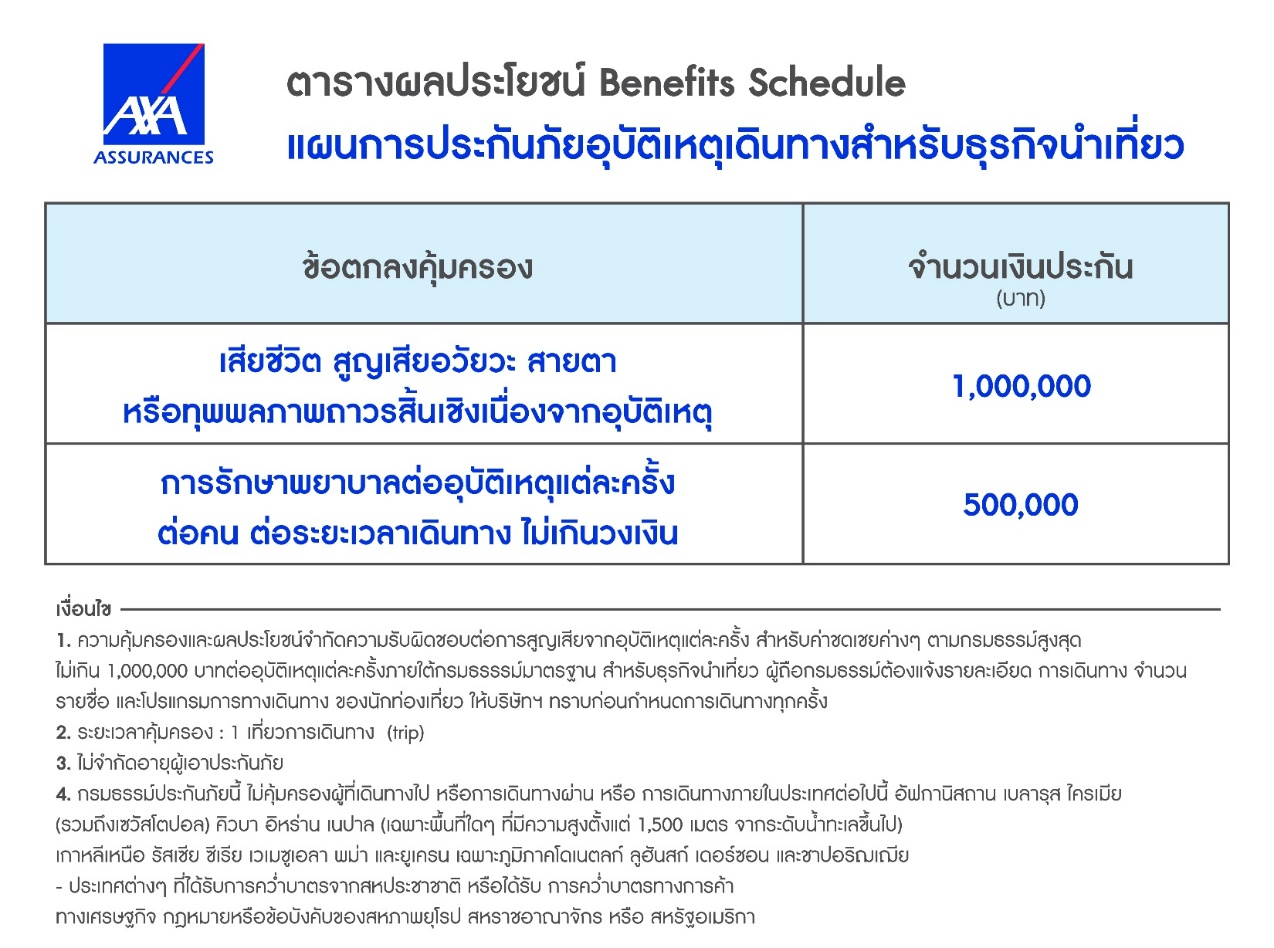 AXA
ASSURANCES
ตารางผลประโยชน์ Benefits Schedule
แผนการประกันภัยอุบัติเหตุเดินทางสำหรับธุรกิจนำเที่ยว
ข้อตกลงคุ้มครอง
จำนวนเงินประกัน
(บาท)
เสียชีวิต สูญเสียอวัยวะ สายตา
หรือทุพพลภาพถาวรสิ้นเชิงเนื่องจากอุบัติเหตุ
1,000,000
การรักษาพยาบาลต่ออุบัติเหตุแต่ละครั้ง
ต่อคน ต่อระยะเวลาเดินทาง ไม่เกินวงเงิน
500,000
เงื่อนไข
1. ความคุ้มครองและผลประโยชน์จำกัดความรับผิดชอบต่อการสูญเสียจากอุบัติเหตุแต่ละครั้ง สำหรับค่าชดเชยค่างๆ ตามกรมธรรม์สูงสุด
ไม่เกิน 1,000,000 บาทต่ออุบัติเหตุแต่ละครั้งภายใต้กรมธรรรม์มาตรฐาน สำหรับธุรกิจนำเที่ยว ผู้ถือกรมธรรม์ต้องแจ้งรายละเอียด การเดินทาง จำนวน
รายชื่อ และโปรแกรมการทางเดินทาง ของนักท่องเที่ยว ให้บริษัทฯ ทราบก่อนกำหนดการเดินทางทุกครั้ง
2. ระยะเวลาคุ้มครอง : 1 เที่ยวการเดินทาง (trip)
3. ไม่จำกัดอายุผู้เอาประกันภัย
4. กรมธรรม์ประกันภัยนี้ ไม่คุ้มครองผู้ที่เดินทางไป หรือการเดินทางผ่าน หรือ การเดินทางภายในประเทศต่อไปนี้ อัฟกานิสถาน เบลารุส ไครเมีย
(รวมถึงเซวัสโตปอล) คิวบา อิหร่าน เนปาล (เฉพาะพื้นที่ใดๆ ที่มีความสูงตั้งแต่ 1,500 เมตร จากระดับน้ำทะเลขึ้นไป)
เกาหลีเหนือ รัสเซีย ซีเรีย เวเมซูเอลา พม่า และยูเครน เฉพาะภูมิภาคโดเนตลก์ ลูฮันสก์ เดอร์ซอน และซาปอริฌเฌีย
- ประเทศต่างๆ ที่ได้รับการคว่ำบาตรจากสหประชาชาติ หรือได้รับ การคว่ำบาตรทางการค้า
ทางเศรษฐกิจ กฎหมายหรือข้อบังคับของสหภาพยุโรป สหราชอาณาจักร หรือ สหรัฐอเมริกา